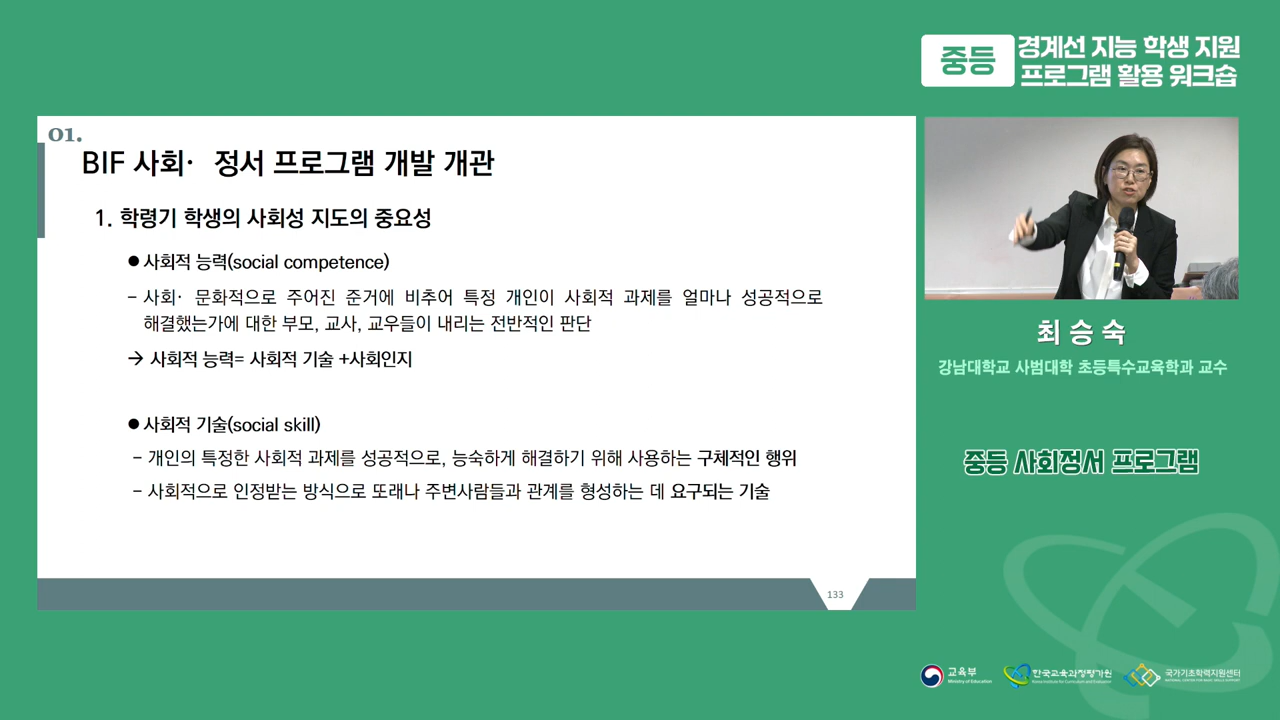 중등
경계선 지능 학생 지원
프로그램 활용 워크숍
01.
BIF 사회· 정서 프로그램 개발 개관
1. 학령기 학생의 사회성 지도의 중요성
●사회적 능력(social competence)
- 사회· 문화적으로 주어진 준거에 비추어 특정 개인이 사회적 과제를 얼마나 성공적으로
해결했는가에 대한 부모, 교사, 교우들이 내리는 전반적인 판단
→ 사회적 능력= 사회적 기술 +사회인지
●사회적 기술(social skill)
- 개인의 특정한 사회적 과제를 성공적으로, 능숙하게 해결하기 위해 사용하는 구체적인 행위
- 사회적으로 인정받는 방식으로 또래나 주변사람들과 관계를 형성하는 데 요구되는 기술
133
최승숙
강남대학교 사범대학 초등특수교육학과 교수
중등 사회정서 프로그램
교육부
Ministry of Education
한국교육과정평가원
Korea Institute for Curriculum and Evaluation
국가기초학력지원센터
NATIONAL CENTER FOR BASIC SKILLS SUPPORT